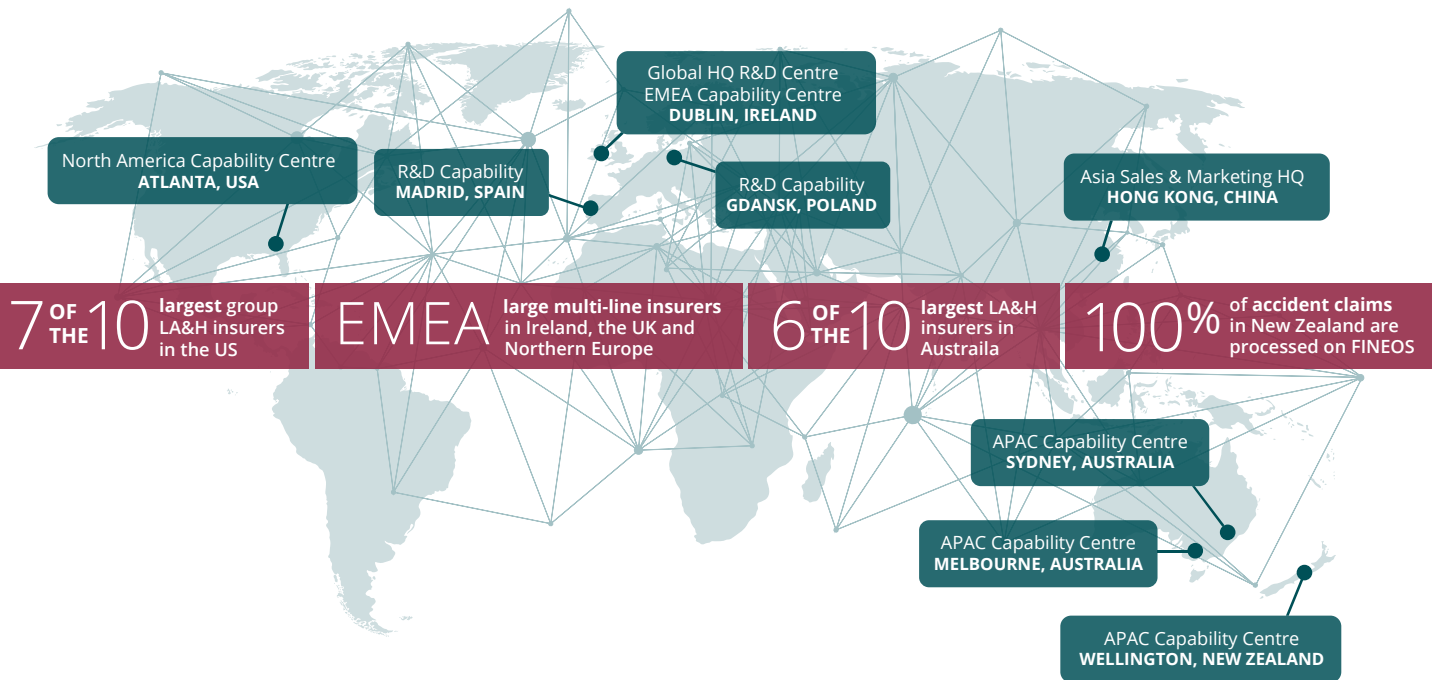 Global HQ R&D Centre
EMEA Capability Centre
DUBLIN, IRELAND
North America Capability Centre
ATLANTA, USA
R&D Capability
MADRID, SPAIN
R&D Capability
GDANSK, POLAND
Asia Sales & Marketing HQ
HONG KONG, CHINA
7 OF THE 10
largest group
LA&H insurers
in the US
EMEA
large multi-line insurers
in Ireland, the UK and
Northern Europe
6 OF THE 10
largest LA&H
insurers in
Austraila
100%
of accident claims
in New Zealand are
processed on FINEOS
APAC Capability Centre
SYDNEY, AUSTRALIA
APAC Capability Centre
MELBOURNE, AUSTRALIA
APAC Capability Centre
WELLINGTON, NEW ZEALAND